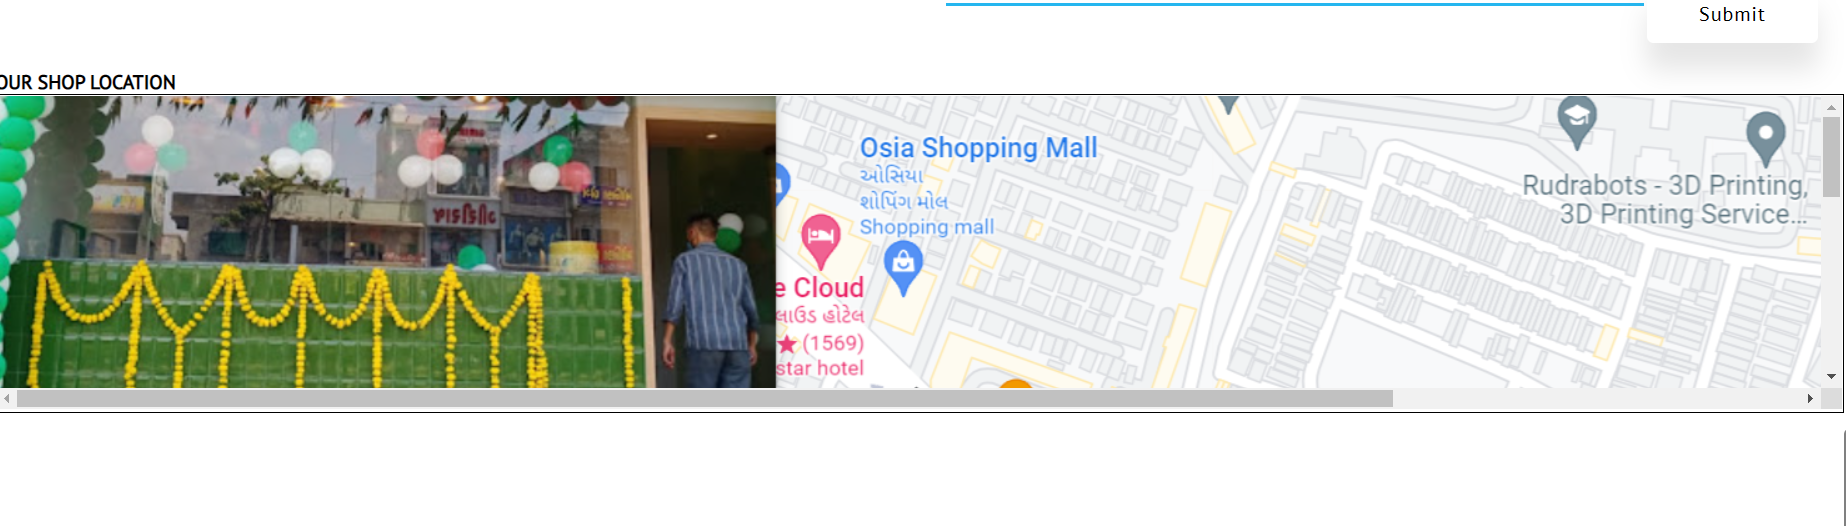 Submit
OUR SHOP LOCATION
Osia Shopping Mall
ઓસિયા
શોપિંગ મોલ
Shopping mall
Rudrabots - 3D Printing,
3D Printing Service...
e Cloud
લાઉડ હોટેલ
(1569)
star hotel